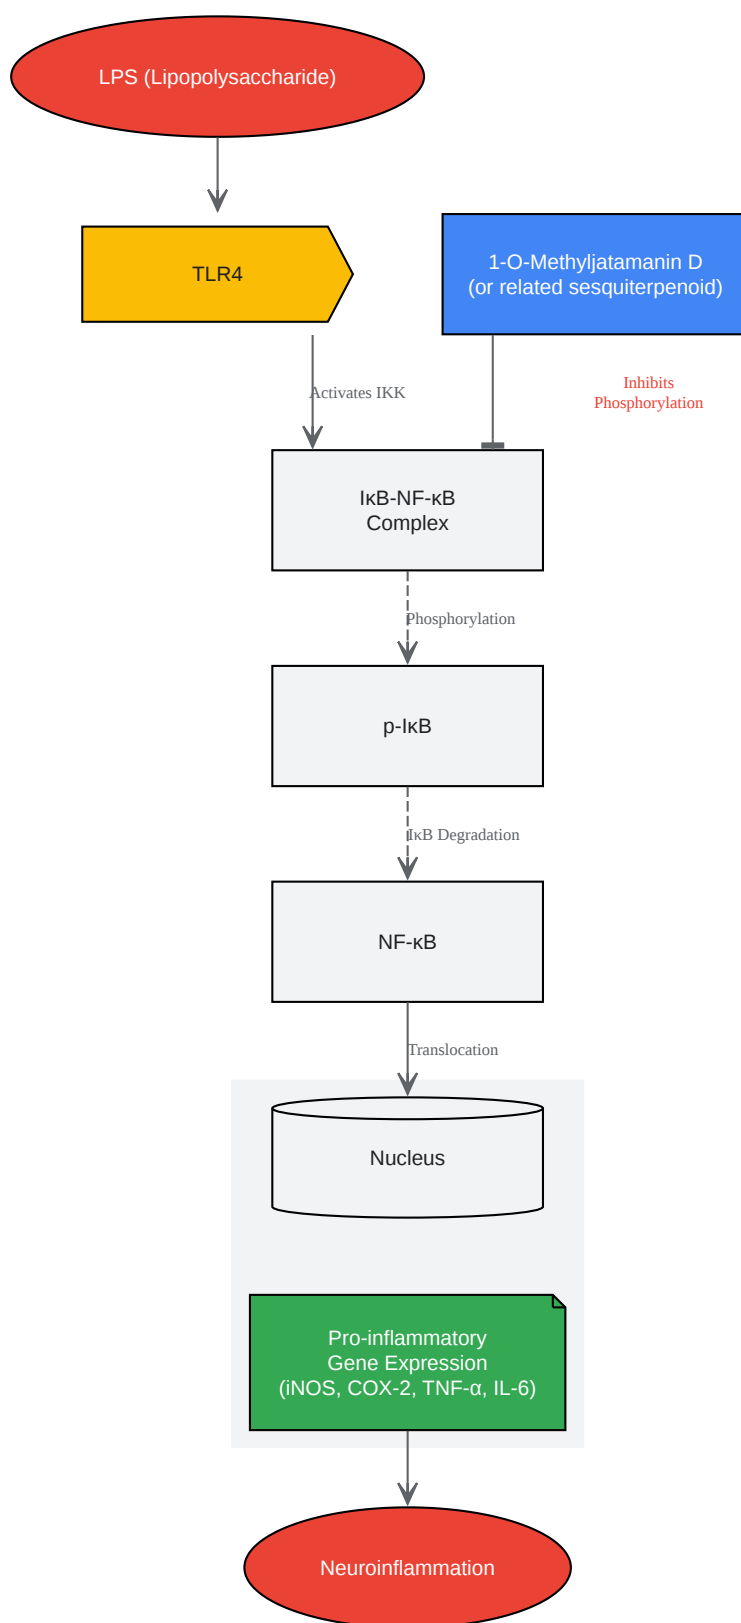 LPS (Lipopolysaccharide)
TLR4
1-O-Methyljatamanin D
(or related sesquiterpenoid)
Activates IKK
Inhibits
Phosphorylation
IκB-NF-κB
Complex
Phosphorylation
p-IκB
IκB Degradation
NF-κB
Translocation
Nucleus
Pro-inflammatory
Gene Expression
(iNOS, COX-2, TNF-α, IL-6)
Neuroinflammation